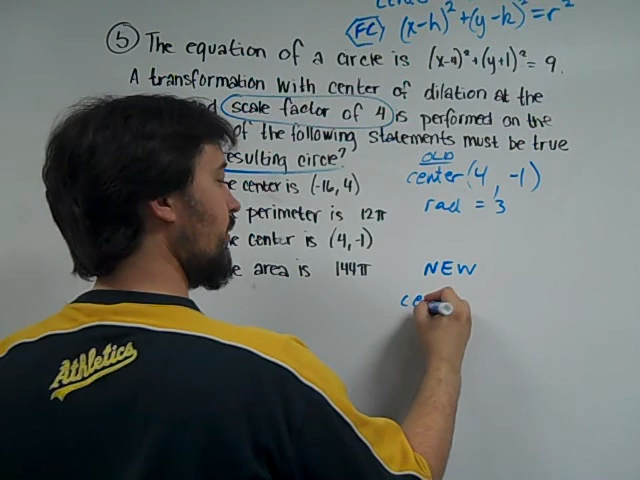 FC (x-h)² + (y-k)² = r²
5 The equation of a circle is (x-4)² + (y+1)² = 9.
A transformation with center of dilation at the
scale factor of 4 is performed on the
of the following statements must be true
esulting circe?
OLD
center (4, -1)
e center is (-16, 4)
rad = 3
perimeter is 12π
e center is (4, -1)
e area is 144π
NEW
ce
Athletics